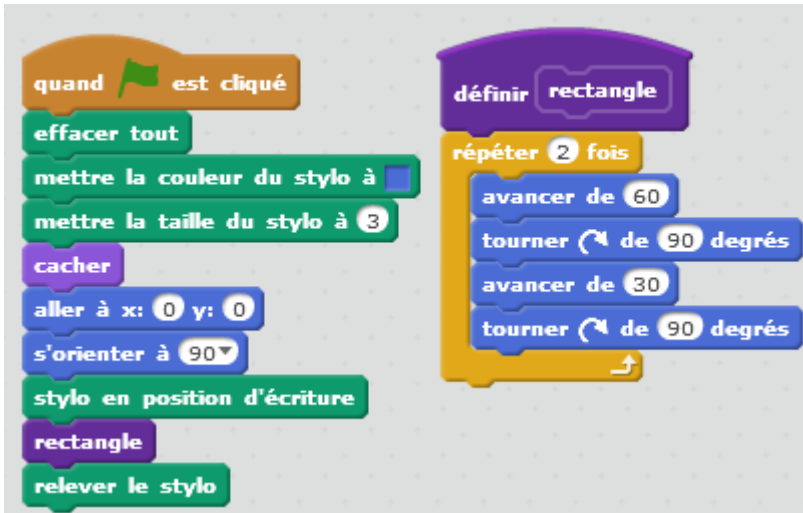 quand est cliqué
effacer tout
mettre la couleur du stylo à
mettre la taille du stylo à 3
cacher
aller à x: 0 y: 0
s'orienter à 90
stylo en position d'écriture
rectangle
relever le stylo
définir rectangle
répéter 2 fois
avancer de 60
tourner de 90 degrés
avancer de 30
tourner de 90 degrés